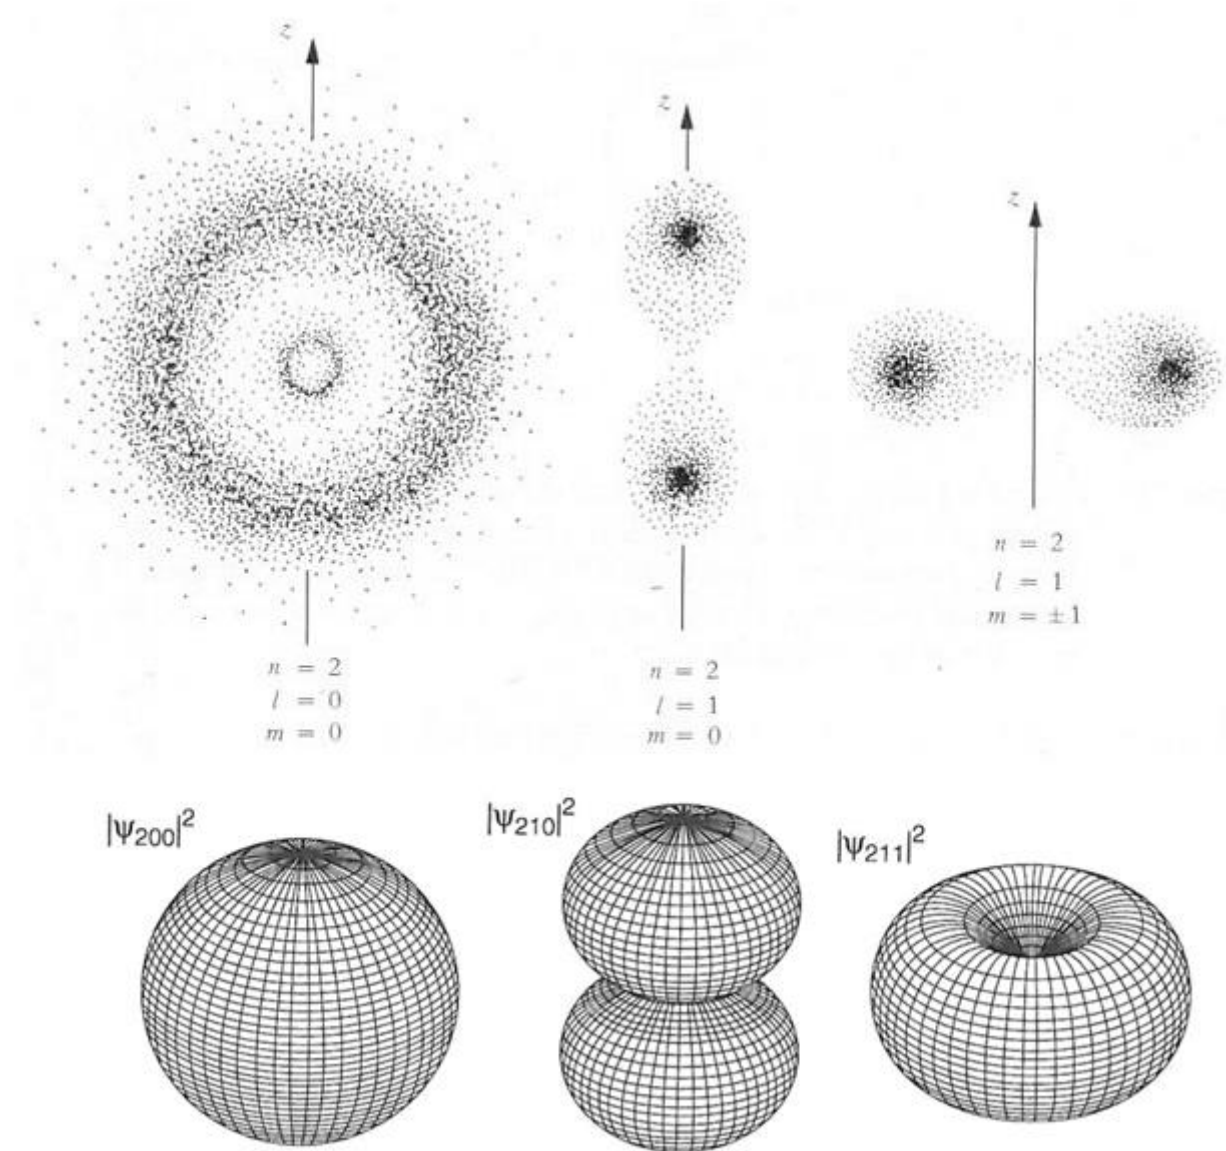 z
z
z
n = 2
l = 1
m = ±1
n = 2
l = 0
m = 0
n = 2
l = 1
m = 0
|ψ₂₀₀|²
|ψ₂₁₀|²
|ψ₂₁₁|²